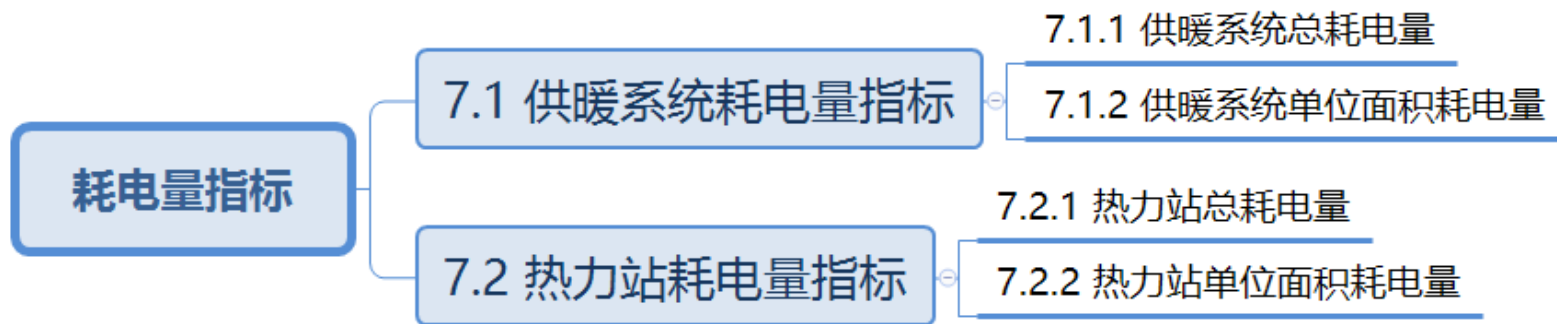 耗电量指标
7.1 供暖系统耗电量指标
7.1.1 供暖系统总耗电量
7.1.2 供暖系统单位面积耗电量
7.2 热力站耗电量指标
7.2.1 热力站总耗电量
7.2.2 热力站单位面积耗电量